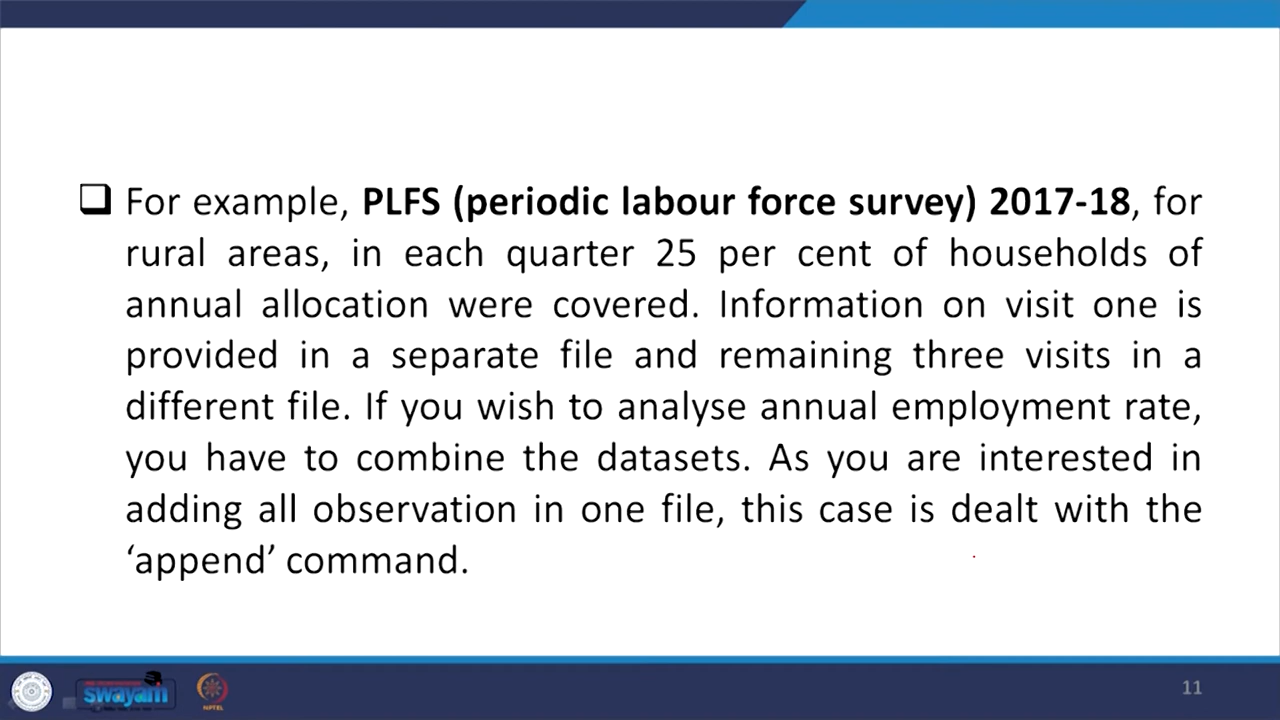 For example, PLFS (periodic labour force survey) 2017-18, for
rural areas, in each quarter 25 per cent of households of
annual allocation were covered. Information on visit one is
provided in a separate file and remaining three visits in a
different file. If you wish to analyse annual employment rate,
you have to combine the datasets. As you are interested in
adding all observation in one file, this case is dealt with the
‘append’ command.
swayam
NPTEL
11